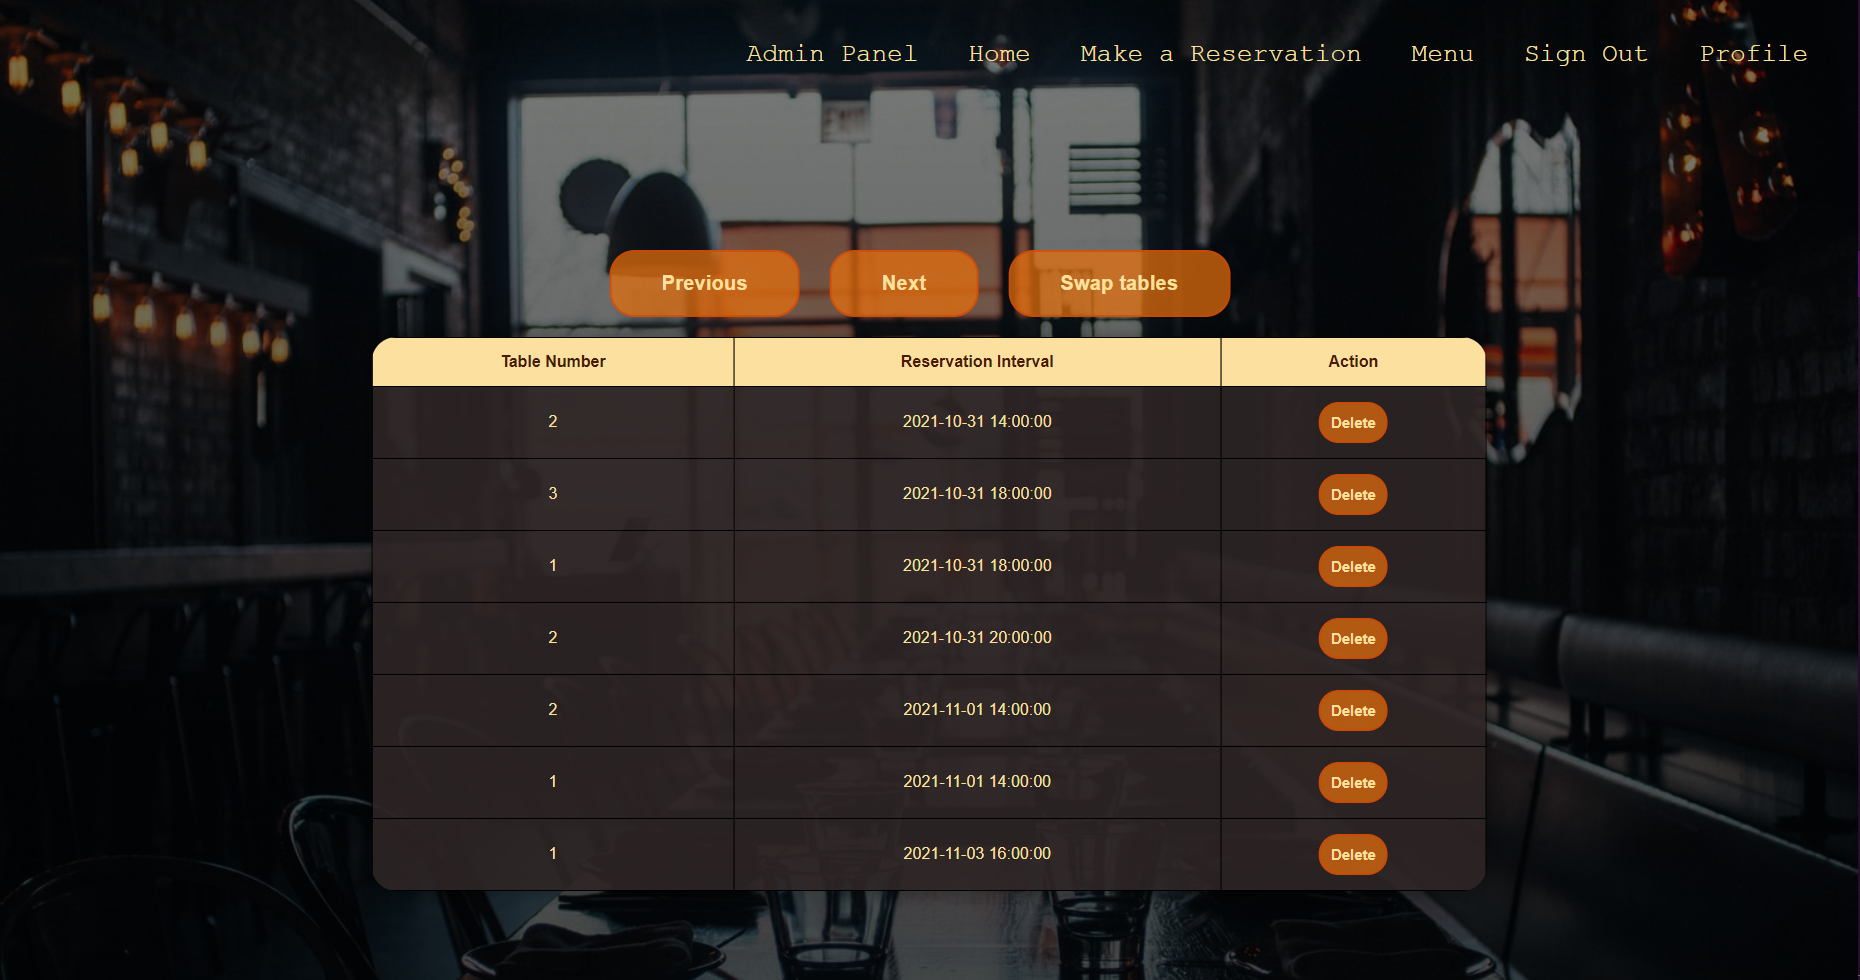 Admin Panel Home Make a Reservation Menu Sign Out Profile
Previous Next Swap tables
Table Number Reservation Interval Action
2 2021-10-31 14:00:00 Delete
3 2021-10-31 18:00:00 Delete
1 2021-10-31 18:00:00 Delete
2 2021-10-31 20:00:00 Delete
2 2021-11-01 14:00:00 Delete
1 2021-11-01 14:00:00 Delete
1 2021-11-03 16:00:00 Delete